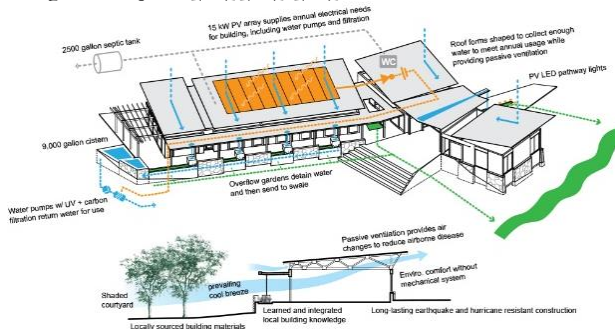 15 kW PV array supplies annual electrical needs
for building, including water pumps and filtration
2500 gallon septic tank
Roof forms shaped to collect enough
water to meet annual usage while
providing passive ventilation
WC
PV LED pathway lights
9,000 gallon cistern
Overflow gardens detain water
and then send to swale
Water pumps w/ UV + carbon
filtration return water for use
Passive ventilation provides air
changes to reduce airborne disease
prevailing
cool breeze
Enviro. comfort without
mechanical system
Shaded
courtyard
Learned and integrated
local building knowledge
Long-lasting earthquake and hurricane resistant construction
Locally sourced building materials